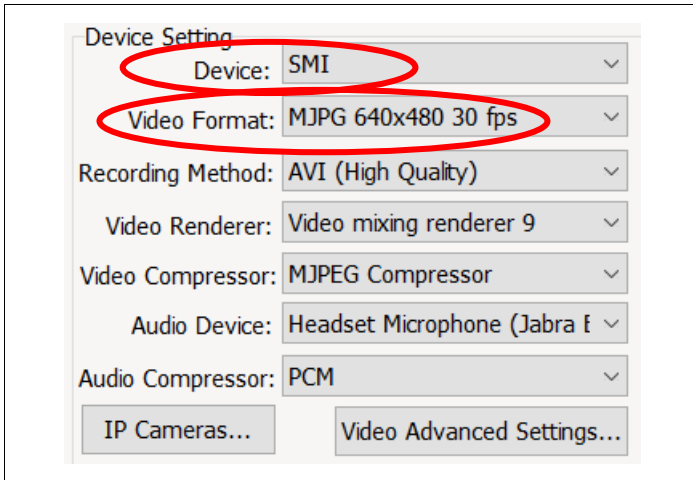 Device Setting
Device: SMI
Video Format: MJPG 640x480 30 fps
Recording Method: AVI (High Quality)
Video Renderer: Video mixing renderer 9
Video Compressor: MJPEG Compressor
Audio Device: Headset Microphone (Jabra E
Audio Compressor: PCM
IP Cameras... Video Advanced Settings...